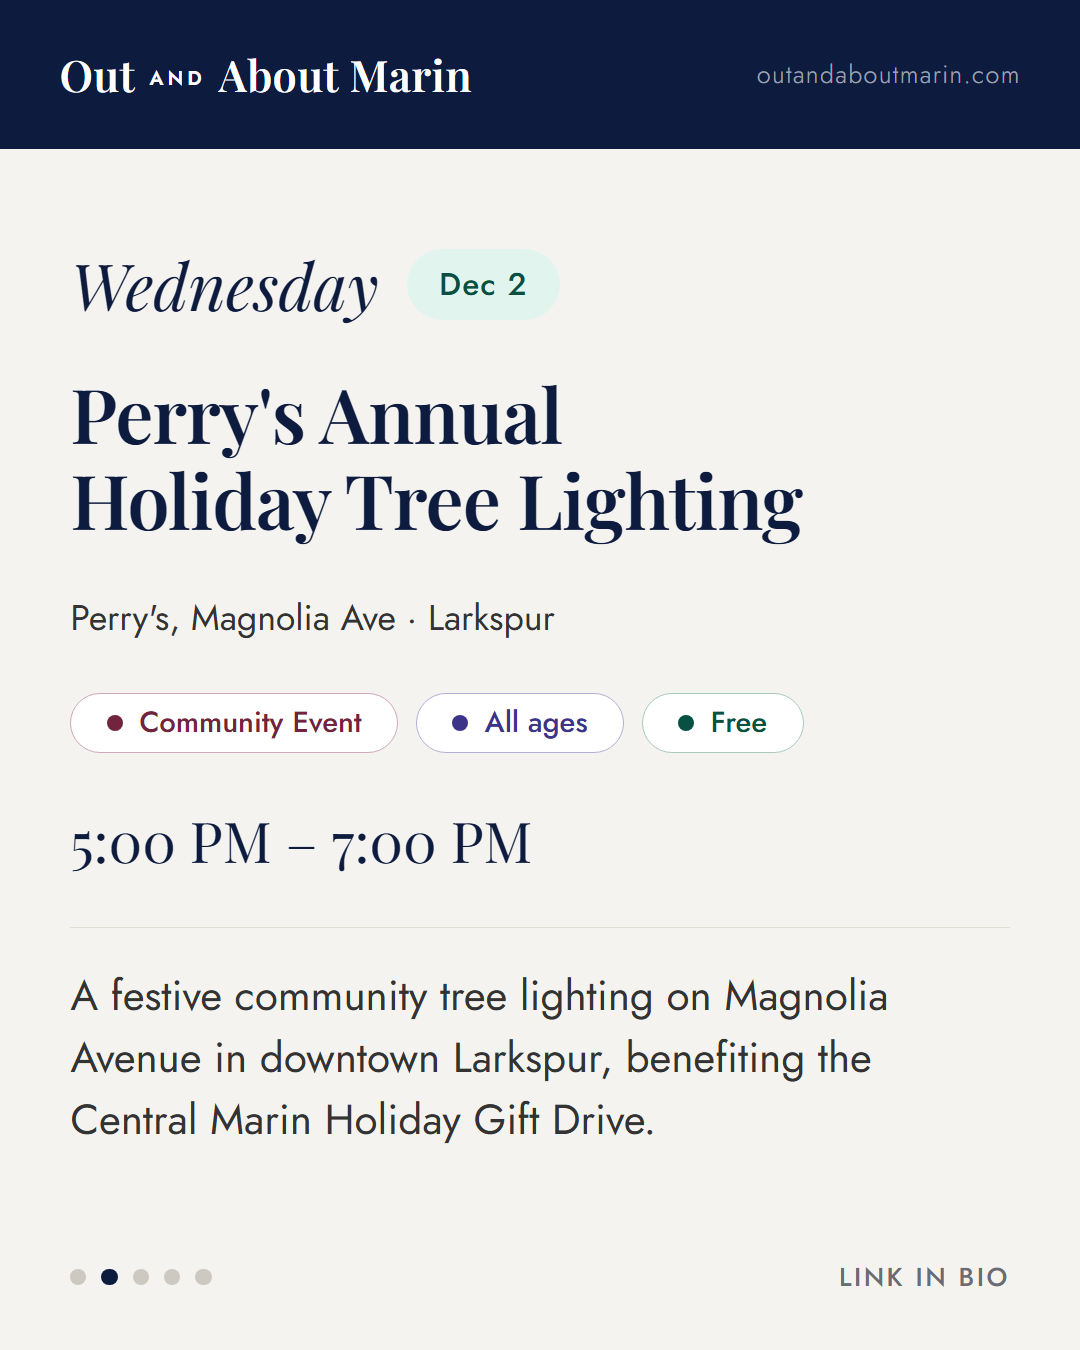 Out AND About Marin
outandaboutmarin.com
Wednesday
Dec 2
Perry's Annual
Holiday Tree Lighting
Perry's, Magnolia Ave · Larkspur
Community Event
All ages
Free
5:00 PM – 7:00 PM
A festive community tree lighting on Magnolia
Avenue in downtown Larkspur, benefiting the
Central Marin Holiday Gift Drive.
LINK IN BIO